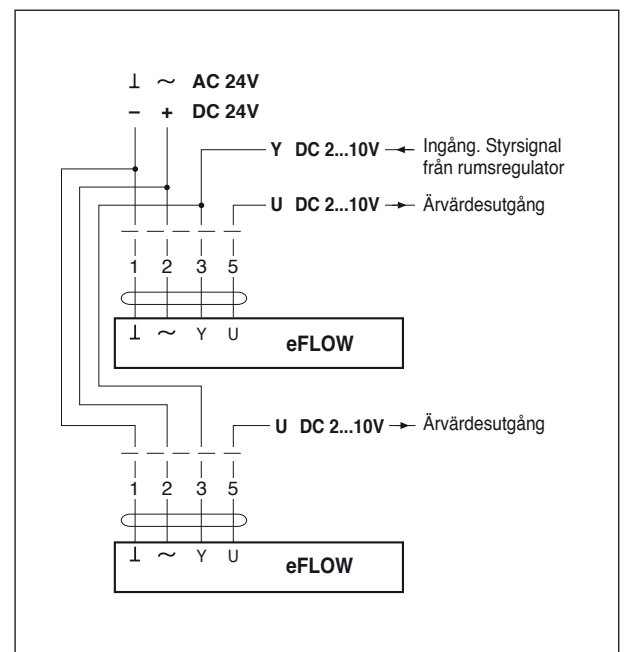 ⊥ ~ AC 24V
– + DC 24V
Y DC 2...10V Ingång. Styrsignal
från rumsregulator
U DC 2...10V Ärvärdesutgång
1 2 3 5
⊥ ~ Y U eFLOW
U DC 2...10V Ärvärdesutgång
1 2 3 5
⊥ ~ Y U eFLOW